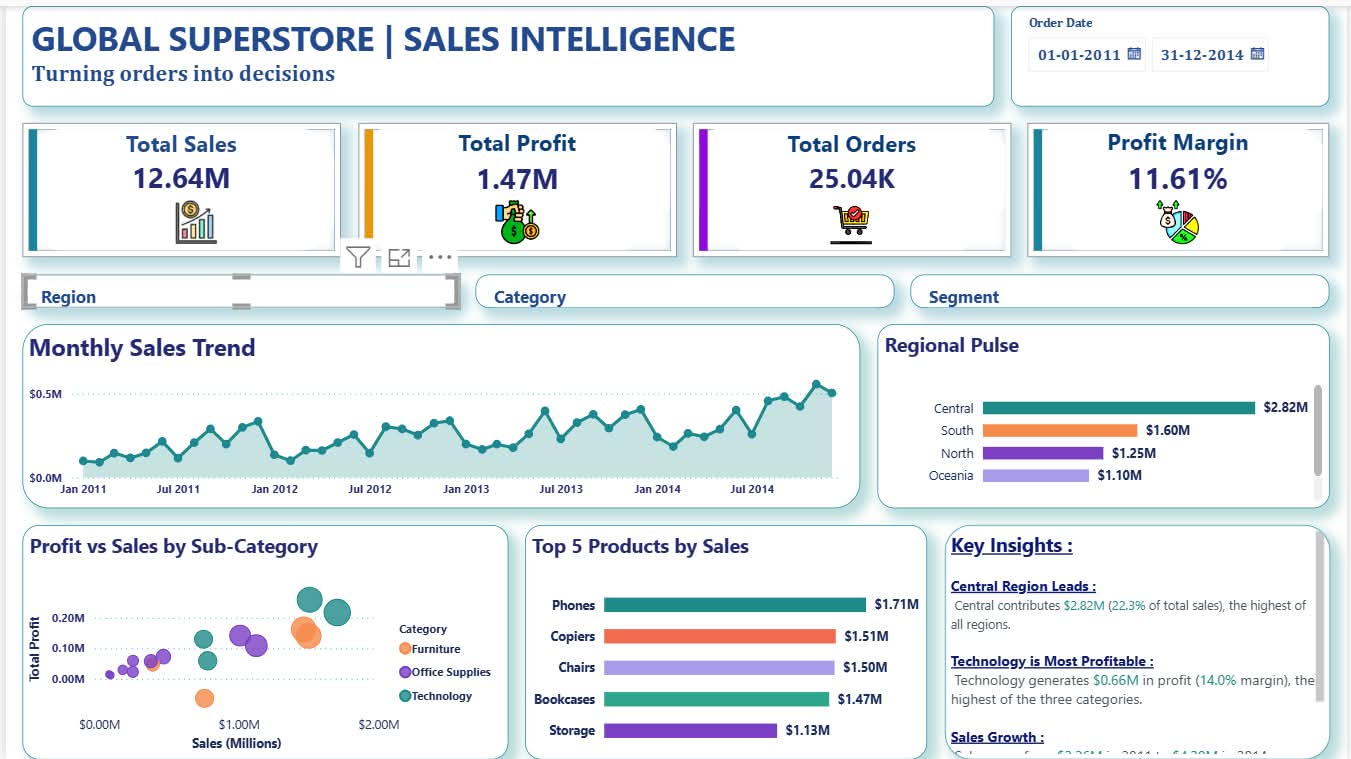 GLOBAL SUPERSTORE | SALES INTELLIGENCE
Turning orders into decisions
Order Date
01-01-2011
31-12-2014
Total Sales
12.64M
Total Profit
1.47M
Total Orders
25.04K
Profit Margin
11.61%
Region
Category
Segment
Monthly Sales Trend
$0.5M
$0.0M
Jan 2011
Jul 2011
Jan 2012
Jul 2012
Jan 2013
Jul 2013
Jan 2014
Jul 2014
Regional Pulse
Central $2.82M
South $1.60M
North $1.25M
Oceania $1.10M
Profit vs Sales by Sub-Category
Total Profit
0.20M
0.10M
0.00M
$0.00M
$1.00M
$2.00M
Sales (Millions)
Category
Furniture
Office Supplies
Technology
Top 5 Products by Sales
Phones $1.71M
Copiers $1.51M
Chairs $1.50M
Bookcases $1.47M
Storage $1.13M
Key Insights :
Central Region Leads :
Central contributes $2.82M (22.3% of total sales), the highest of
all regions.
Technology is Most Profitable :
Technology generates $0.66M in profit (14.0% margin), the
highest of the three categories.
Sales Growth :